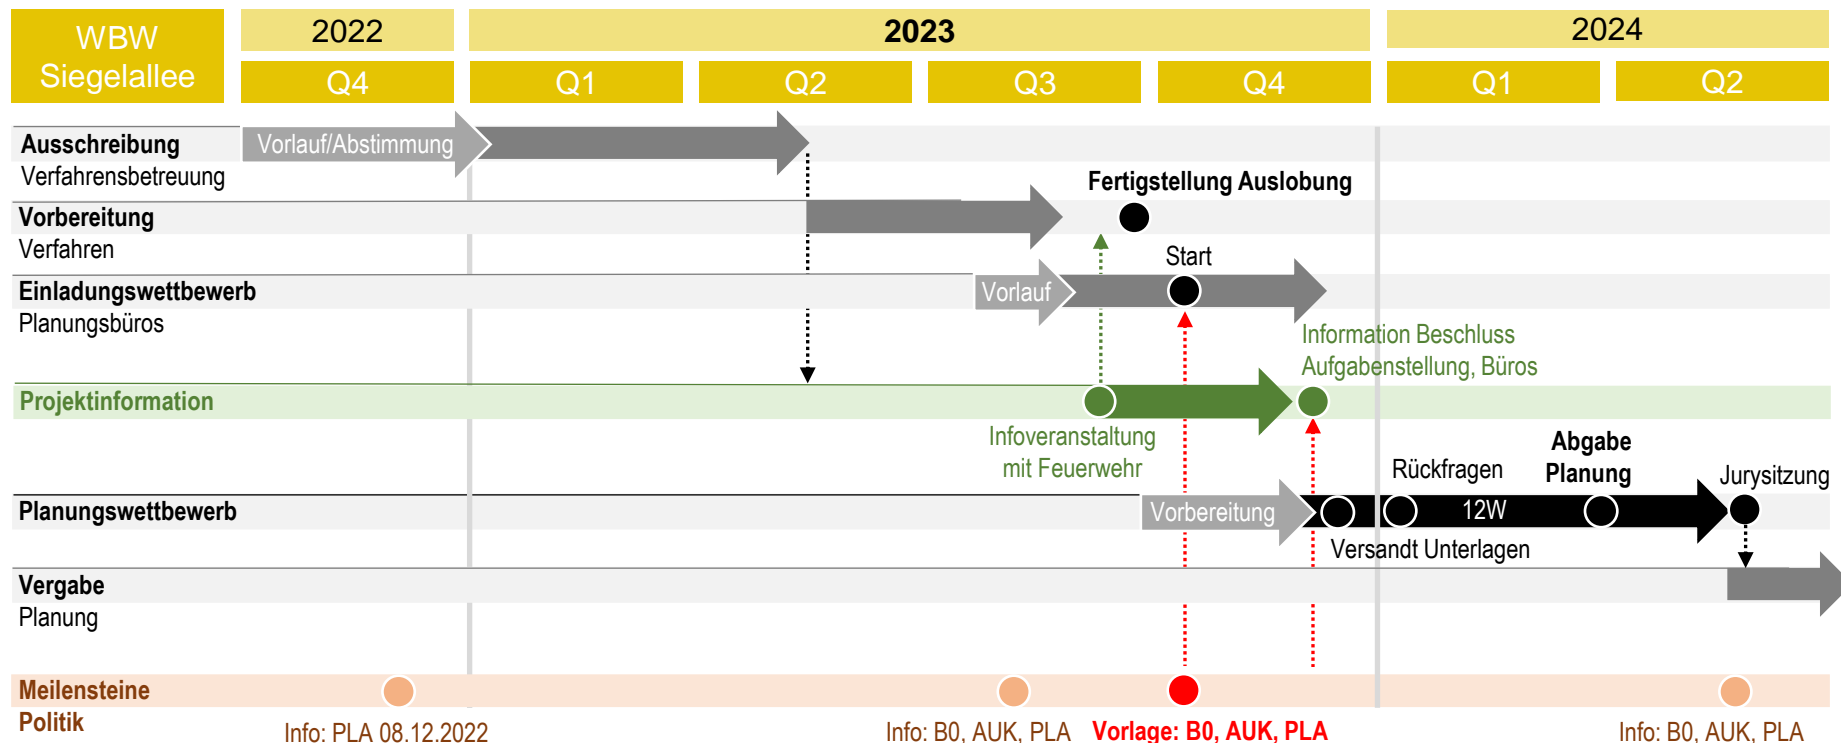 WBW
Siegelallee
2022
2023
2024
Q4
Q1
Q2
Q3
Q4
Q1
Q2
Ausschreibung
Verfahrensbetreuung
Vorlauf/Abstimmung
Fertigstellung Auslobung
Vorbereitung
Verfahren
Start
Einladungswettbewerb
Planungsbüros
Vorlauf
Information Beschluss
Aufgabenstellung, Büros
Projektinformation
Infoveranstaltung
mit Feuerwehr
Abgabe
Planung
Rückfragen
Jurysitzung
Planungswettbewerb
Vorbereitung
12W
Versandt Unterlagen
Vergabe
Planung
Meilensteine
Politik
Info: PLA 08.12.2022
Info: B0, AUK, PLA
Vorlage: B0, AUK, PLA
Info: B0, AUK, PLA